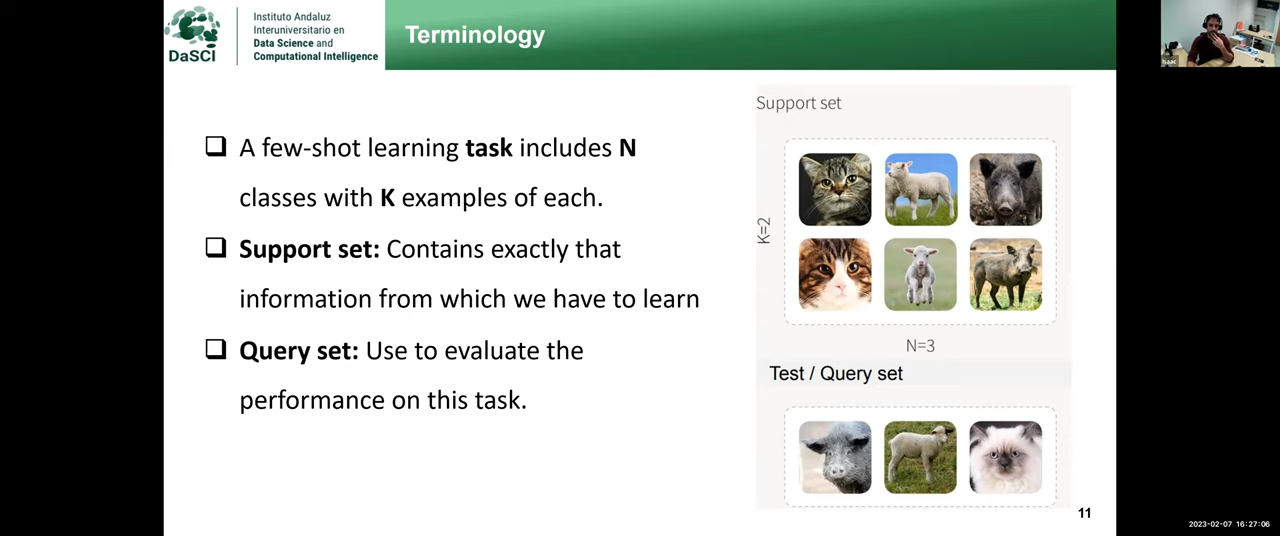 DaSCI
Instituto Andaluz
Interuniversitario en
Data Science and
Computational Intelligence
Terminology
Isaac
❑ A few-shot learning task includes N
classes with K examples of each.
❑ Support set: Contains exactly that
information from which we have to learn
❑ Query set: Use to evaluate the
performance on this task.
Support set
K=2
N=3
Test / Query set
11
2023-02-07 16:27:06